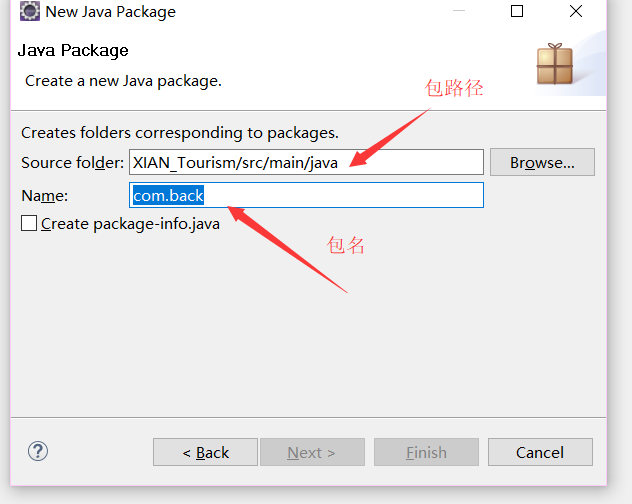 New Java Package
Java Package
Create a new Java package.
包路径
Creates folders corresponding to packages.
Source folder: XIAN_Tourism/src/main/java Browse...
Name: com.back
Create package-info.java
包名
? < Back Next > Finish Cancel